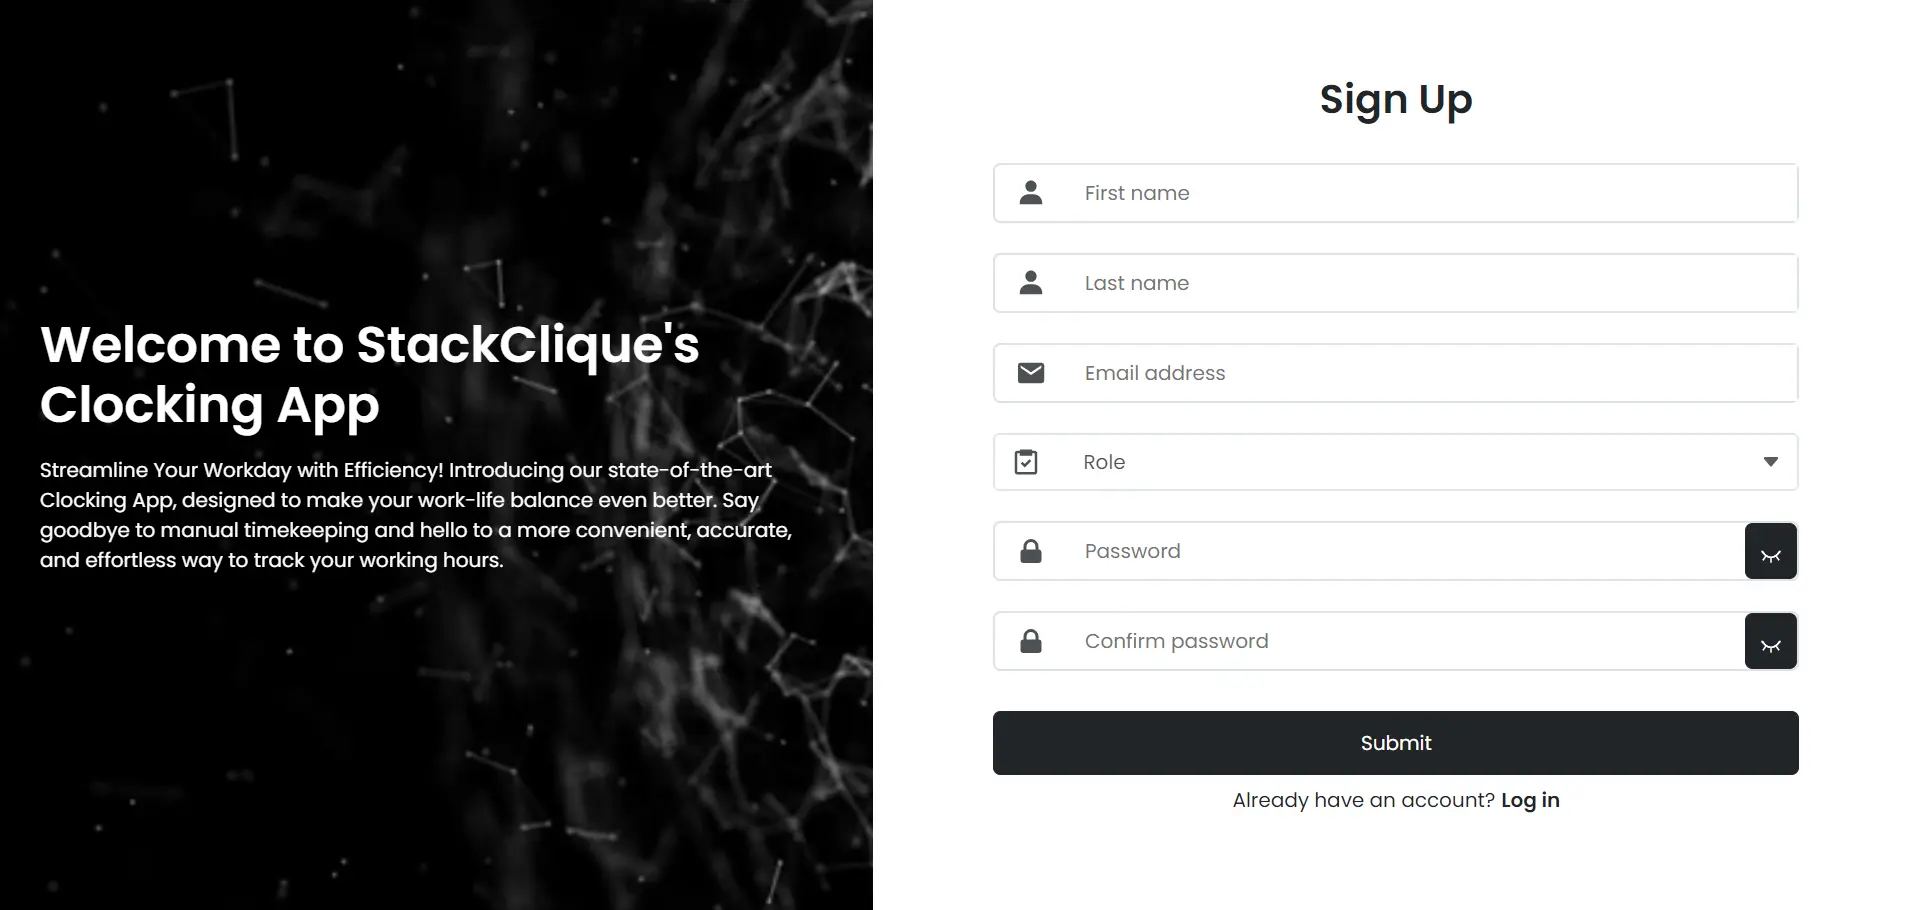 Welcome to StackClique's
Clocking App
Streamline Your Workday with Efficiency! Introducing our state-of-the-art
Clocking App, designed to make your work-life balance even better. Say
goodbye to manual timekeeping and hello to a more convenient, accurate,
and effortless way to track your working hours.
Sign Up
First name
Last name
Email address
Role
Password
Confirm password
Submit
Already have an account? Log in